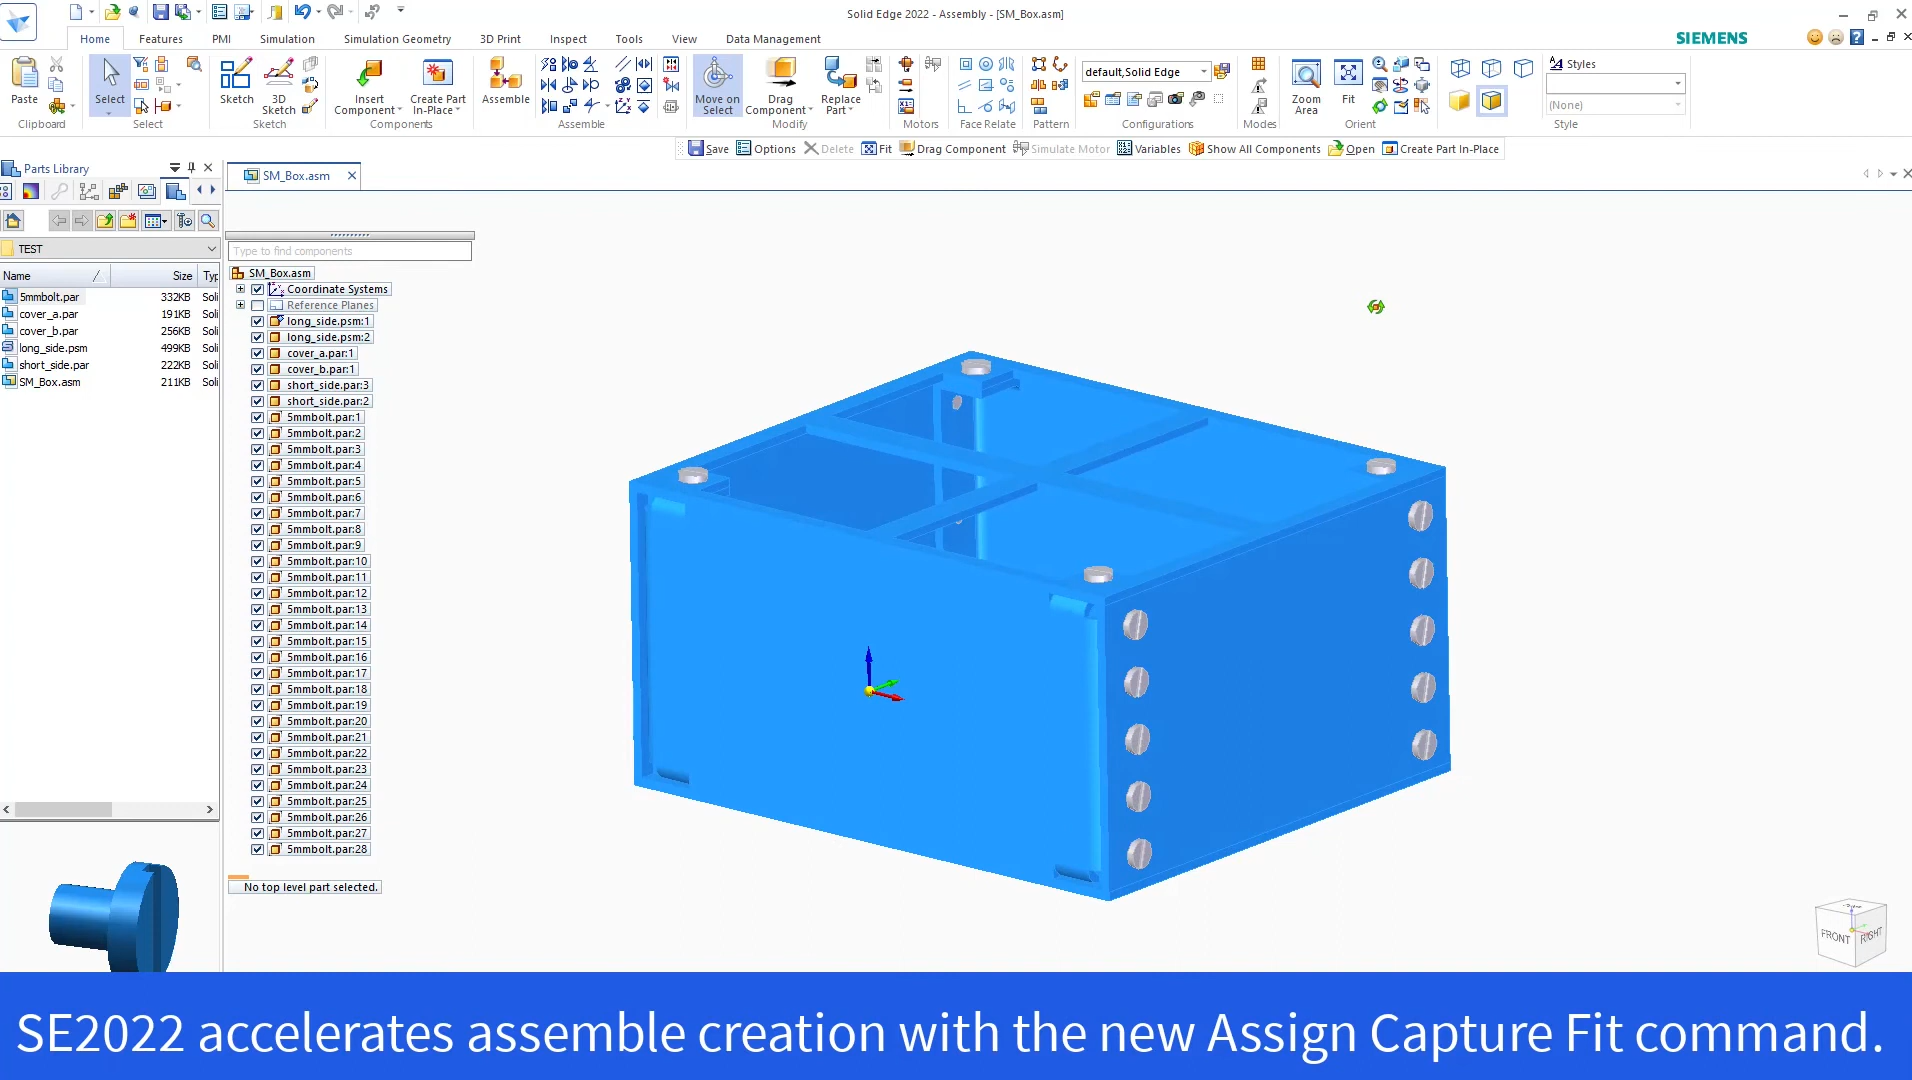 Solid Edge 2022 - Assembly - [SM_Box.asm]
Home Features PMI Simulation Simulation Geometry 3D Print Inspect Tools View Data Management
SIEMENS
Paste
Clipboard
Select
Select
Sketch
3D Sketch
Sketch
Insert Component
Create Part In-Place
Components
Assemble
Assemble
Move on Select
Drag Component
Replace Part
Modify
Motors
Face Relate
Pattern
default,Solid Edge
Configurations
Modes
Zoom Area
Fit
Orient
Styles
(None)
Style
Save Options Delete Fit Drag Component Simulate Motor Variables Show All Components Open Create Part In-Place
Parts Library
SM_Box.asm
TEST
Name Size Typ
5mmbolt.par 332KB Soli
cover_a.par 191KB Soli
cover_b.par 256KB Soli
long_side.psm 499KB Soli
short_side.par 222KB Soli
SM_Box.asm 211KB Soli
Type to find components
SM_Box.asm
Coordinate Systems
Reference Planes
long_side.psm:1
long_side.psm:2
cover_a.par:1
cover_b.par:1
short_side.par:3
short_side.par:2
5mmbolt.par:1
5mmbolt.par:2
5mmbolt.par:3
5mmbolt.par:4
5mmbolt.par:5
5mmbolt.par:6
5mmbolt.par:7
5mmbolt.par:8
5mmbolt.par:9
5mmbolt.par:10
5mmbolt.par:11
5mmbolt.par:12
5mmbolt.par:13
5mmbolt.par:14
5mmbolt.par:15
5mmbolt.par:16
5mmbolt.par:17
5mmbolt.par:18
5mmbolt.par:19
5mmbolt.par:20
5mmbolt.par:21
5mmbolt.par:22
5mmbolt.par:23
5mmbolt.par:24
5mmbolt.par:25
5mmbolt.par:26
5mmbolt.par:27
5mmbolt.par:28
No top level part selected.
FRONT RIGHT
SE2022 accelerates assemble creation with the new Assign Capture Fit command.